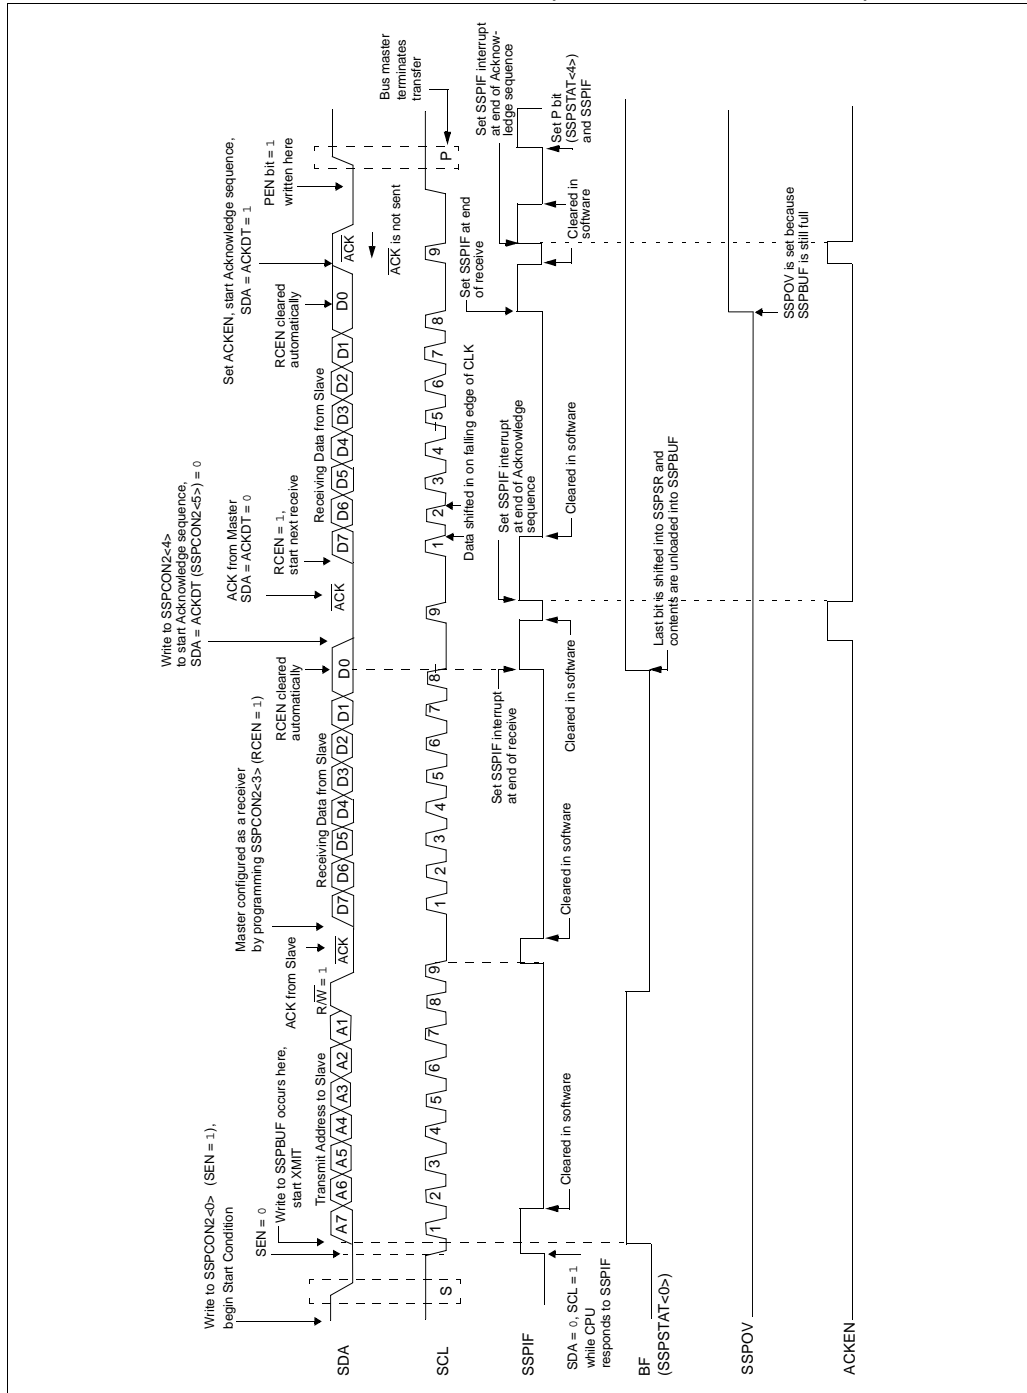 Write to SSPCON2<0> (SEN = 1),
begin Start Condition
SEN = 0
Write to SSPBUF occurs here,
start XMIT
ACK from Slave
Master configured as a receiver
by programming SSPCON2<3> (RCEN = 1)
RCEN cleared
automatically
Write to SSPCON2<4>
to start Acknowledge sequence,
SDA = ACKDT (SSPCON2<5>) = 0
ACK from Master
SDA = ACKDT = 0
RCEN = 1,
start next receive
RCEN cleared
automatically
Set ACKEN, start Acknowledge sequence,
SDA = ACKDT = 1
PEN bit = 1
written here
Transmit Address to Slave
R/W = 1
Receiving Data from Slave
Receiving Data from Slave
SDA
A7 A6 A5 A4 A3 A2 A1
ACK
D7 D6 D5 D4 D3 D2 D1 D0
ACK
D7 D6 D5 D4 D3 D2 D1 D0
ACK
ACK is not sent
Bus master
terminates
transfer
SCL
S
1 2 3 4 5 6 7 8 9
1 2 3 4 5 6 7 8 9
1 2 3 4 5 6 7 8 9
P
Data shifted in on falling edge of CLK
Set SSPIF interrupt
at end of receive
Set SSPIF interrupt
at end of Acknowledge
sequence
Set SSPIF at end
of receive
Set SSPIF interrupt
at end of Acknow-
ledge sequence
SSPIF
SDA = 0, SCL = 1
while CPU
responds to SSPIF
Cleared in software
Cleared in software
Cleared in software
Cleared in software
Cleared in
software
Set P bit
(SSPSTAT<4>)
and SSPIF
BF
(SSPSTAT<0>)
Last bit is shifted into SSPSR and
contents are unloaded into SSPBUF
SSPOV
SSPOV is set because
SSPBUF is still full
ACKEN